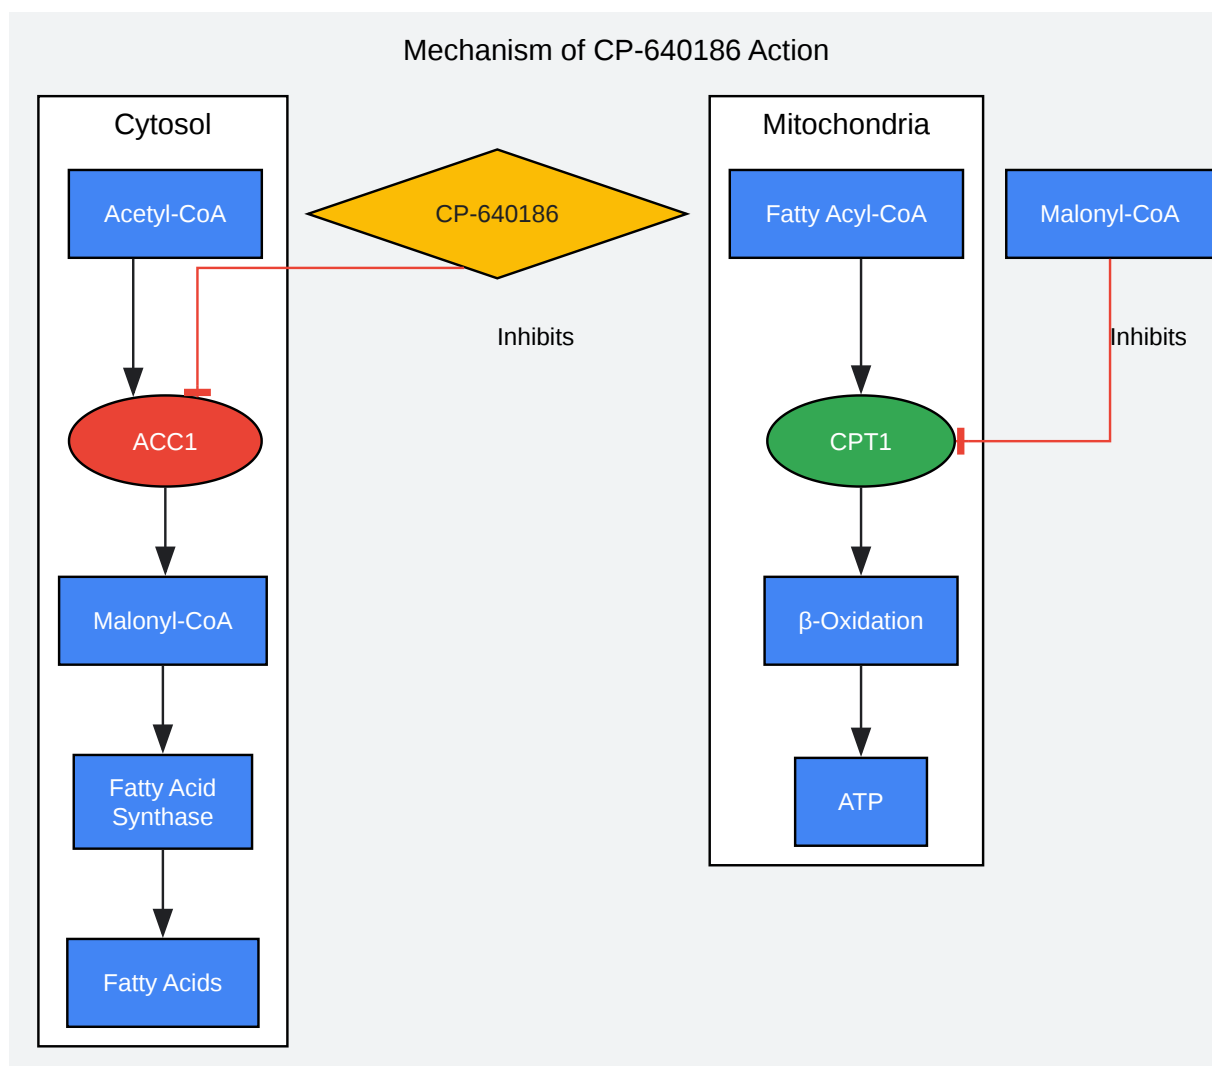 Mechanism of CP-640186 Action
Cytosol
Acetyl-CoA
CP-640186
Inhibits
ACC1
Malonyl-CoA
Fatty Acid
Synthase
Fatty Acids
Mitochondria
Fatty Acyl-CoA
Malonyl-CoA
Inhibits
CPT1
β-Oxidation
ATP